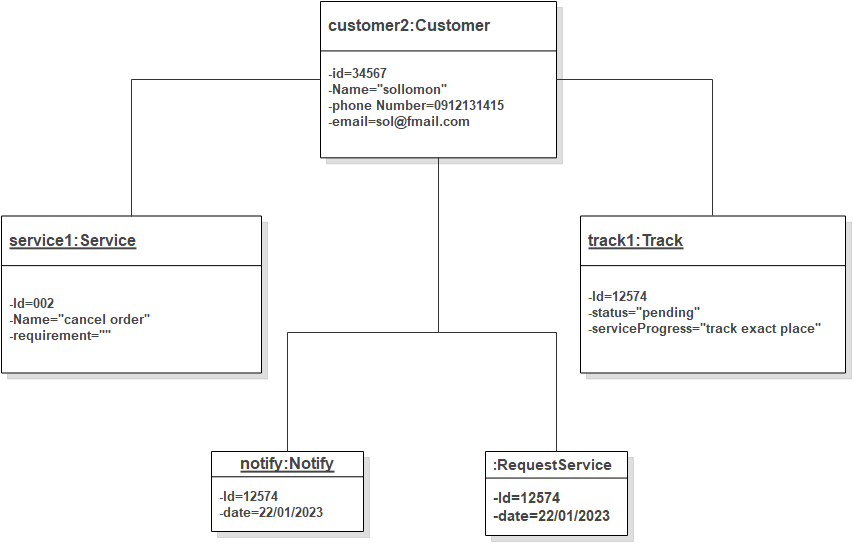 customer2:Customer
-id=34567
-Name="sollomon"
-phone Number=0912131415
-email=sol@fmail.com
service1:Service
-Id=002
-Name="cancel order"
-requirement=""
track1:Track
-Id=12574
-status="pending"
-serviceProgress="track exact place"
notify:Notify
-Id=12574
-date=22/01/2023
:RequestService
-Id=12574
-date=22/01/2023